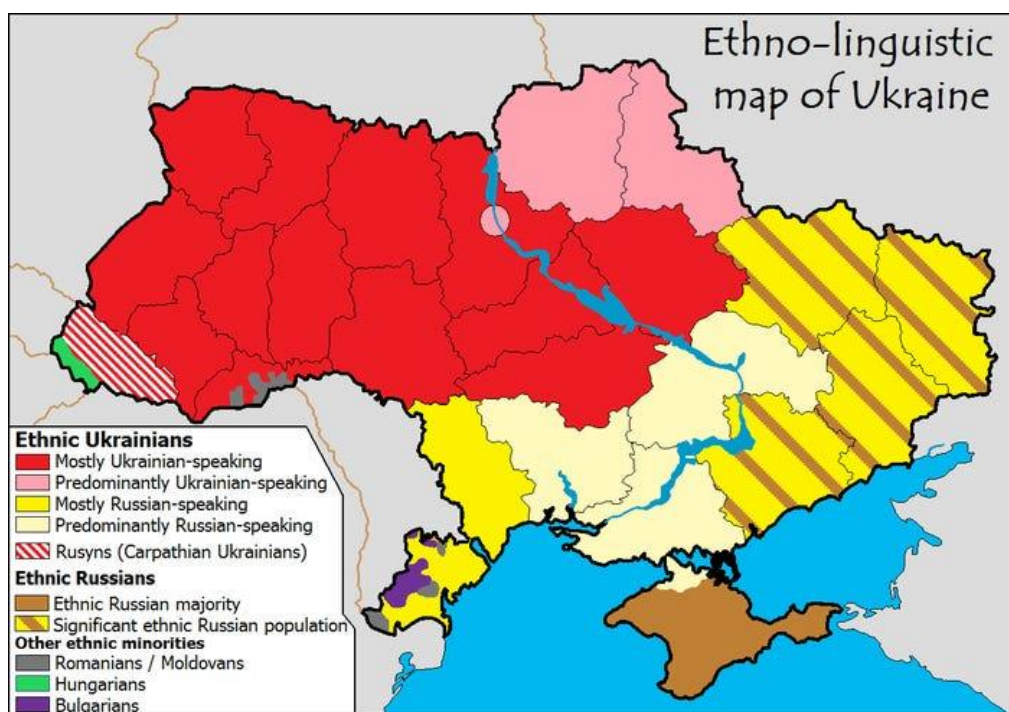 Ethno-linguistic
map of Ukraine
Ethnic Ukrainians
Mostly Ukrainian-speaking
Predominantly Ukrainian-speaking
Mostly Russian-speaking
Predominantly Russian-speaking
Rusyns (Carpathian Ukrainians)
Ethnic Russians
Ethnic Russian majority
Significant ethnic Russian population
Other ethnic minorities
Romanians / Moldovans
Hungarians
Bulgarians